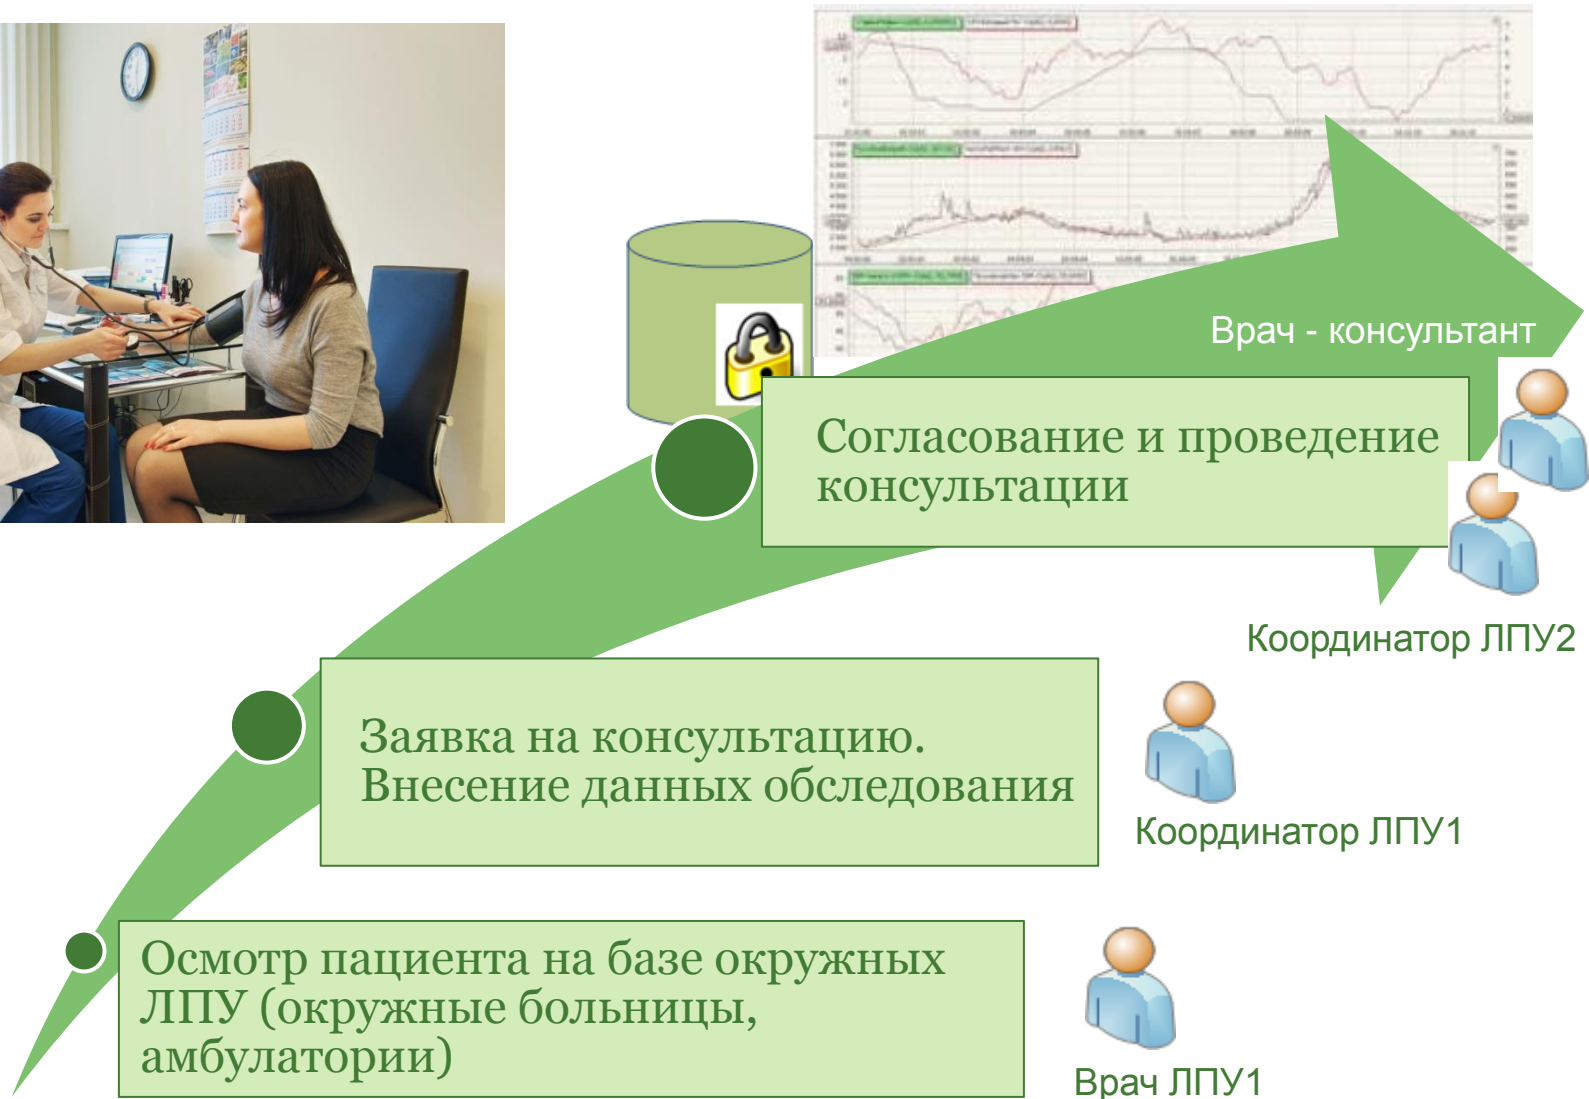 Врач - консультант
Согласование и проведение
консультации
Координатор ЛПУ2
Заявка на консультацию.
Внесение данных обследования
Координатор ЛПУ1
Осмотр пациента на базе окружных
ЛПУ (окружные больницы,
амбулатории)
Врач ЛПУ1